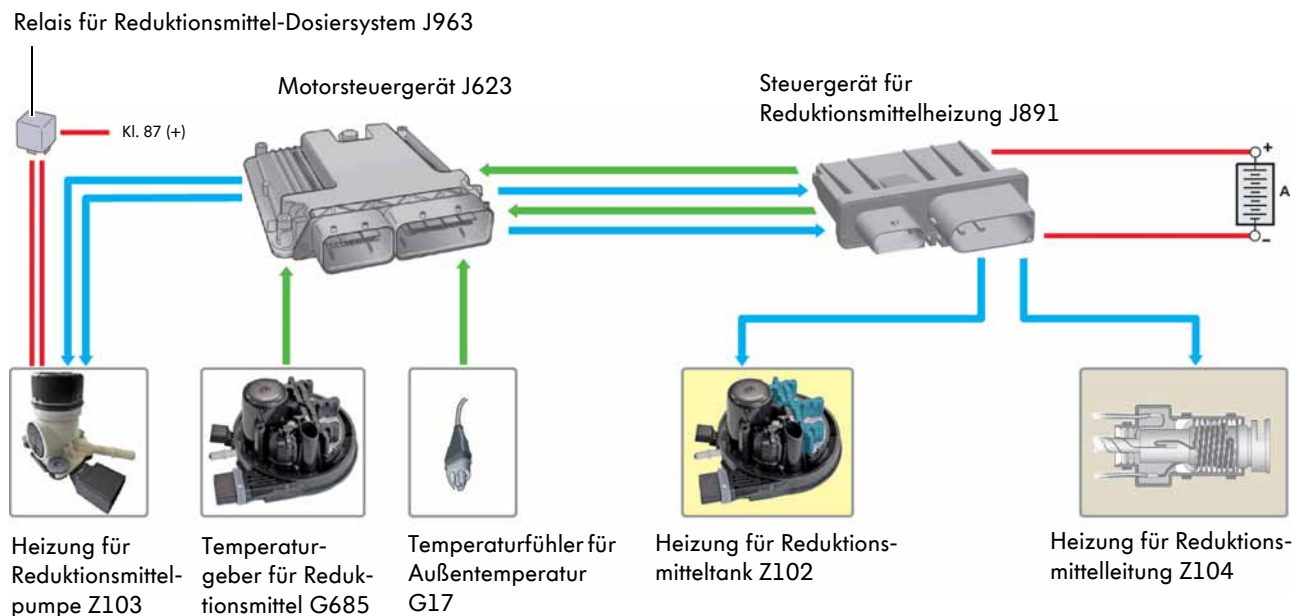 Relais für Reduktionsmittel-Dosiersystem J963
Motorsteuergerät J623
Steuergerät für
Reduktionsmittelheizung J891
Kl. 87 (+)
+
A
–
Heizung für
Reduktionsmittel-
pumpe Z103
Temperatur-
geber für Reduk-
tionsmittel G685
Temperaturfühler für
Außentemperatur
G17
Heizung für Reduktions-
mitteltank Z102
Heizung für Reduktions-
mittelleitung Z104